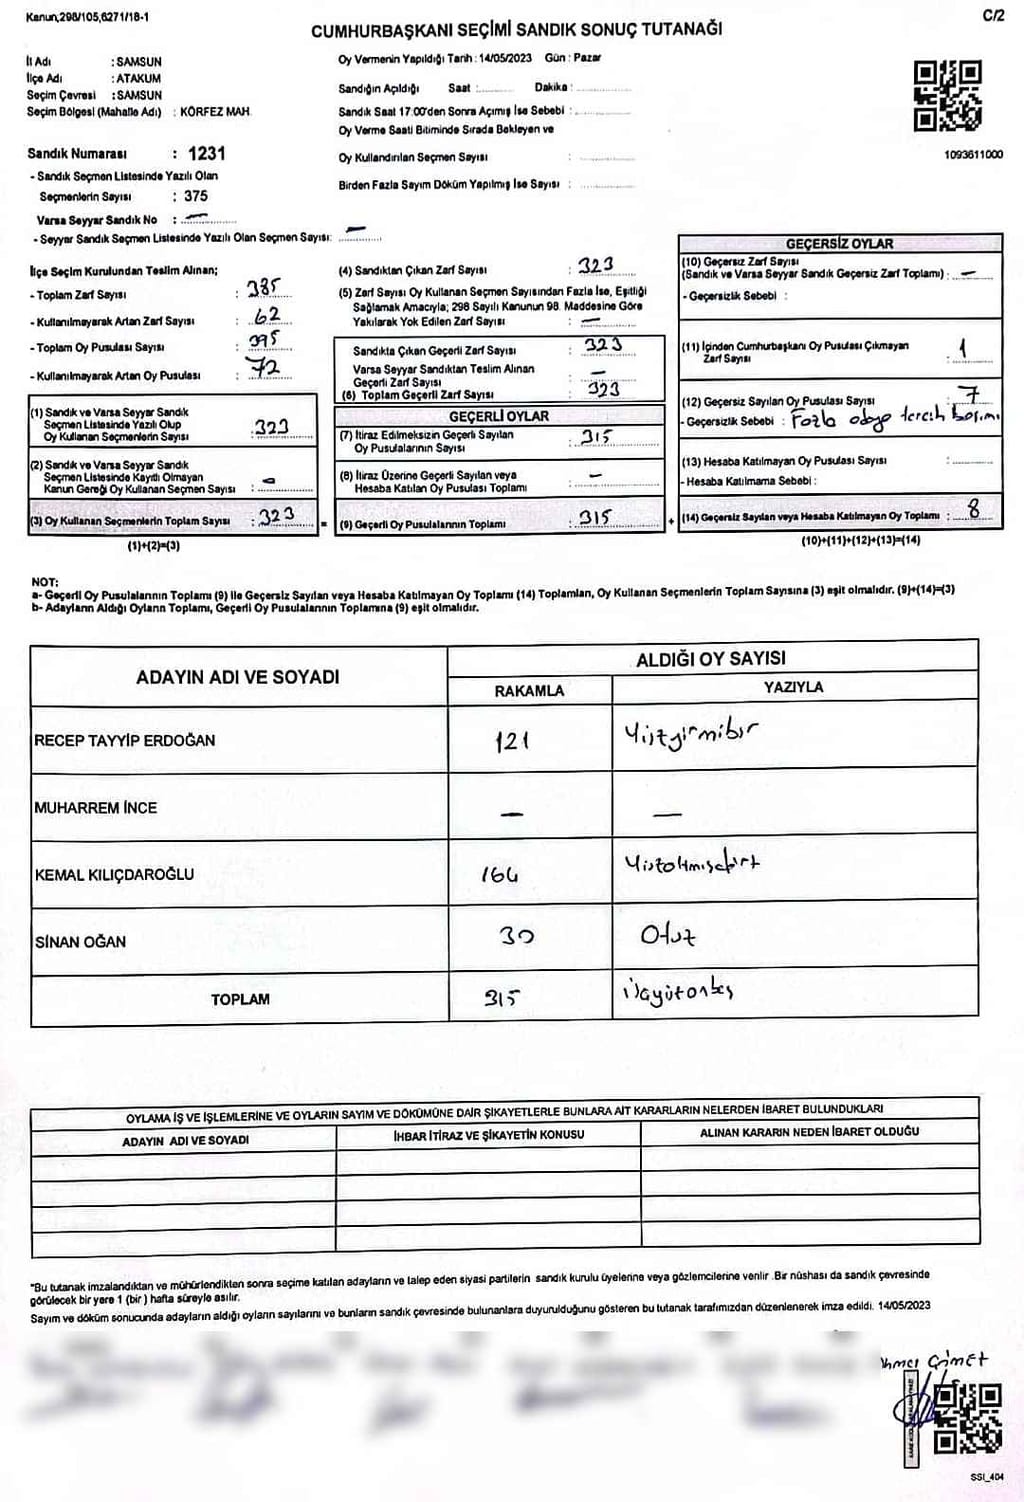 Kanun,298/105,6271/18-1
C/2
CUMHURBAŞKANI SEÇİMİ SANDIK SONUÇ TUTANAĞI
İl Adı : SAMSUN
İlçe Adı : ATAKUM
Seçim Çevresi : SAMSUN
Seçim Bölgesi (Mahalle Adı) : KÖRFEZ MAH
Sandık Numarası : 1231
- Sandık Seçmen Listesinde Yazılı Olan
Seçmenlerin Sayısı : 375
Varsa Seyyar Sandık No : —
- Seyyar Sandık Seçmen Listesinde Yazılı Olan Seçmen Sayısı: —
Oy Vermenin Yapıldığı Tarih : 14/05/2023 Gün : Pazar
Sandığın Açıldığı Saat : Dakika :
Sandık Saat 17.00'den Sonra Açımış İse Sebebi :
Oy Verme Saati Bitiminde Sırada Bekleyen ve
Oy Kullandırılan Seçmen Sayısı :
Birden Fazla Sayım Döküm Yapılmış İse Sayısı :
1093611000
İlçe Seçim Kurulundan Teslim Alınan;
- Toplam Zarf Sayısı : 385
- Kullanılmayarak Artan Zarf Sayısı : 62
- Toplam Oy Pusulası Sayısı : 395
- Kullanılmayarak Artan Oy Pusulası : 72
(1) Sandık ve Varsa Seyyar Sandık
Seçmen Listesinde Yazılı Olup
Oy Kullanan Seçmenlerin Sayısı : 323
(2) Sandık ve Varsa Seyyar Sandık
Seçmen Listesinde Kayıtlı Olmayan
Kanun Gereği Oy Kullanan Seçmen Sayısı : —
(3) Oy Kullanan Seçmenlerin Toplam Sayısı : 323
(1)+(2)=(3)
(4) Sandıktan Çıkan Zarf Sayısı : 323
(5) Zarf Sayısı Oy Kullanan Seçmen Sayısından Fazla İse, Eşitliği
Sağlamak Amacıyla; 298 Sayılı Kanunun 98. Maddesine Göre
Yakılarak Yok Edilen Zarf Sayısı : —
Sandıkta Çıkan Geçerli Zarf Sayısı : 323
Varsa Seyyar Sandıktan Teslim Alınan
Geçerli Zarf Sayısı : —
(6) Toplam Geçerli Zarf Sayısı : 323
GEÇERLİ OYLAR
(7) İtiraz Edilmeksizin Geçerli Sayılan
Oy Pusulalarının Sayısı : 315
(8) İtiraz Üzerine Geçerli Sayılan veya
Hesaba Katılan Oy Pusulası Toplamı : —
= (9) Geçerli Oy Pusulalarının Toplamı : 315
GEÇERSİZ OYLAR
(10) Geçersiz Zarf Sayısı
(Sandık ve Varsa Seyyar Sandık Geçersiz Zarf Toplamı) : —
- Geçersizlik Sebebi :
(11) İçinden Cumhurbaşkanı Oy Pusulası Çıkmayan
Zarf Sayısı : 1
(12) Geçersiz Sayılan Oy Pusulası Sayısı : 7
- Geçersizlik Sebebi : Fazla adaya tercih basımı
(13) Hesaba Katılmayan Oy Pusulası Sayısı :
- Hesaba Katılmama Sebebi :
+ (14) Geçersiz Sayılan veya Hesaba Katılmayan Oy Toplamı : 8
(10)+(11)+(12)+(13)=(14)
NOT:
a- Geçerli Oy Pusulalarının Toplamı (9) ile Geçersiz Sayılan veya Hesaba Katılmayan Oy Toplamı (14) Toplamları, Oy Kullanan Seçmenlerin Toplam Sayısına (3) eşit olmalıdır. (9)+(14)=(3)
b- Adayların Aldığı Oyların Toplamı, Geçerli Oy Pusulalarının Toplamına (9) eşit olmalıdır.
ADAYIN ADI VE SOYADI
ALDIĞI OY SAYISI
RAKAMLA YAZIYLA
RECEP TAYYİP ERDOĞAN 121 Yüzyirmibir
MUHARREM İNCE — —
KEMAL KILIÇDAROĞLU 164 Yüzaltmışdört
SİNAN OĞAN 30 Otuz
TOPLAM 315 Üçyüzonbeş
OYLAMA İŞ VE İŞLEMLERİNE VE OYLARIN SAYIM VE DÖKÜMÜNE DAİR ŞİKAYETLERLE BUNLARA AİT KARARLARIN NELERDEN İBARET BULUNDUKLARI
ADAYIN ADI VE SOYADI İHBAR İTİRAZ VE ŞİKAYETİN KONUSU ALINAN KARARIN NEDEN İBARET OLDUĞU
*Bu tutanak imzalandıktan ve mühürlendikten sonra seçime katılan adayların ve talep eden siyasi partilerin sandık kurulu üyelerine veya gözlemcilerine verilir .Bir nüshası da sandık çevresinde
görülecek bir yere 1 (bir ) hafta süreyle asılır.
Sayım ve döküm sonucunda adayların aldığı oyların sayılarını ve bunların sandık çevresinde bulunanlara duyurulduğunu gösteren bu tutanak tarafımızdan düzenlenerek imza edildi. 14/05/2023
SSI_404